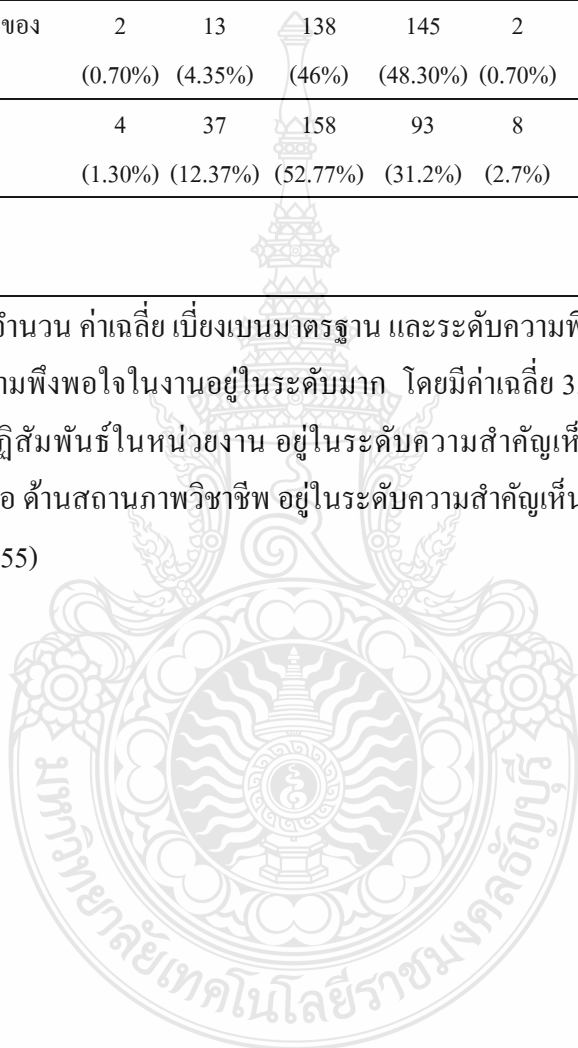 ของ 2 13 138 145 2
(0.70%) (4.35%) (46%) (48.30%) (0.70%)
4 37 158 93 8
(1.30%) (12.37%) (52.77%) (31.2%) (2.7%)
จำนวน ค่าเฉลี่ย เบี่ยงเบนมาตรฐาน และระดับความพึ
ามพึงพอใจในงานอยู่ในระดับมาก โดยมีค่าเฉลี่ย 3.
ฏิสัมพันธ์ในหน่วยงาน อยู่ในระดับความสำคัญเห็
อ ด้านสถานภาพวิชาชีพ อยู่ในระดับความสำคัญเห็น
55)
มหาวิทยาลัยเทคโนโลยีราชมงคลธัญบุรี